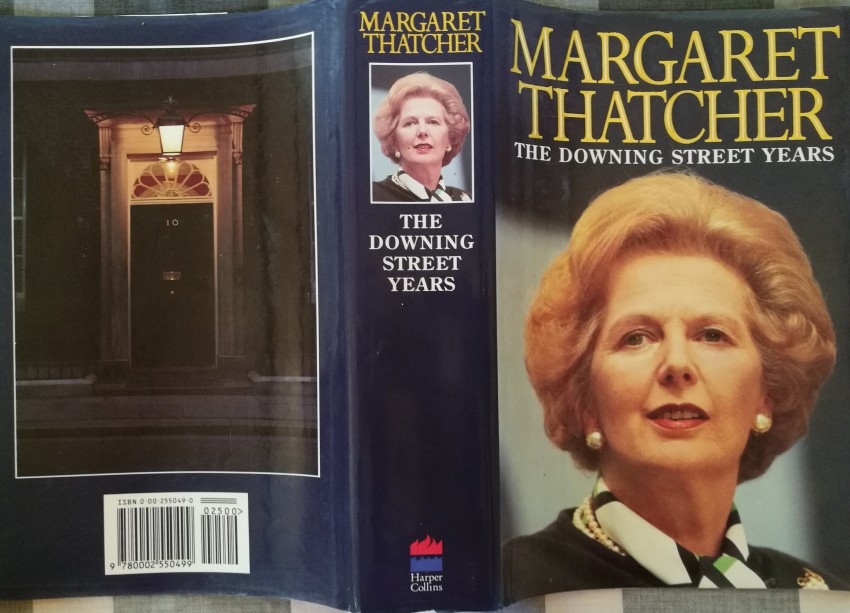 10
ISBN 0-00-255049-0
02500>
9 780002 550499
MARGARET
THATCHER
THE
DOWNING
STREET
YEARS
Harper
Collins
MARGARET
THATCHER
THE DOWNING STREET YEARS